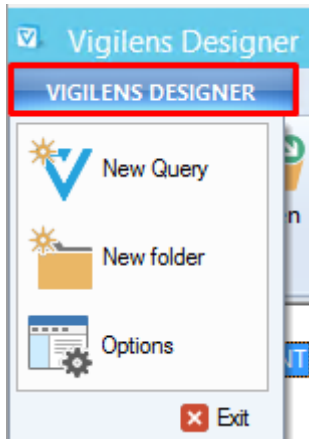 Vigilens Designer
VIGILENS DESIGNER
New Query
New folder
Options
Exit